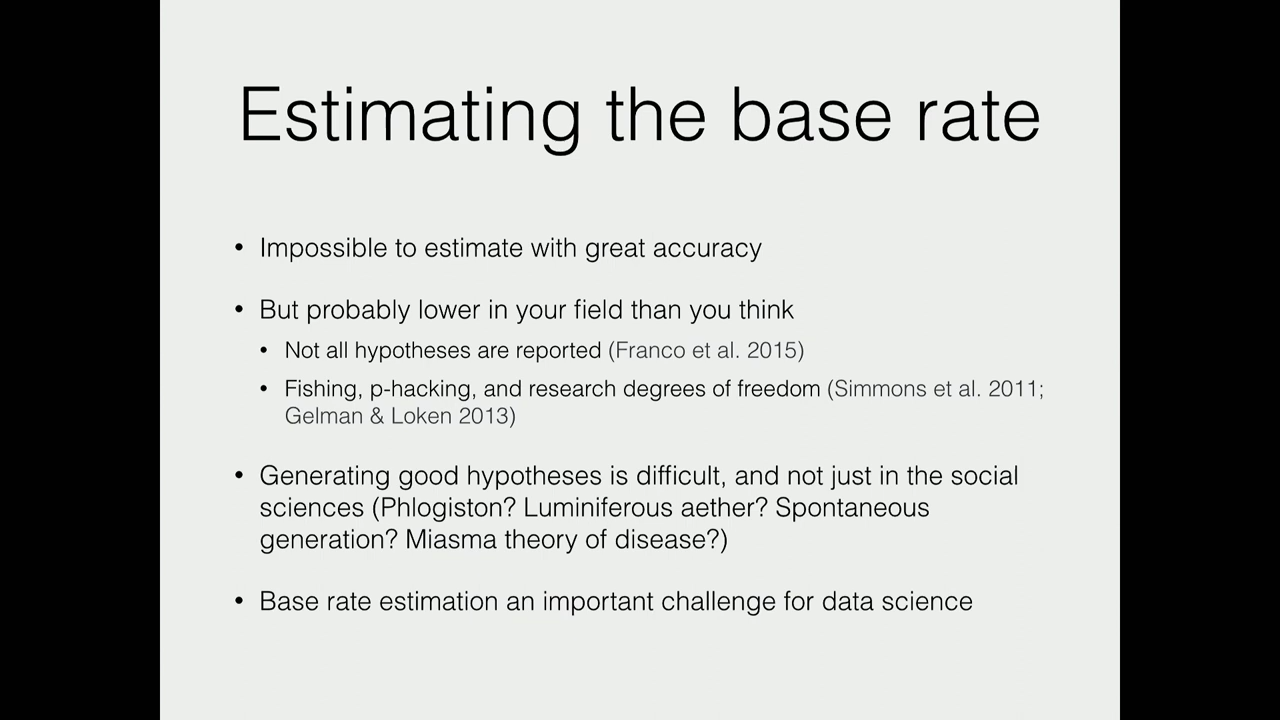 Estimating the base rate
• Impossible to estimate with great accuracy
• But probably lower in your field than you think
• Not all hypotheses are reported (Franco et al. 2015)
• Fishing, p-hacking, and research degrees of freedom (Simmons et al. 2011;
Gelman & Loken 2013)
• Generating good hypotheses is difficult, and not just in the social
sciences (Phlogiston? Luminiferous aether? Spontaneous
generation? Miasma theory of disease?)
• Base rate estimation an important challenge for data science